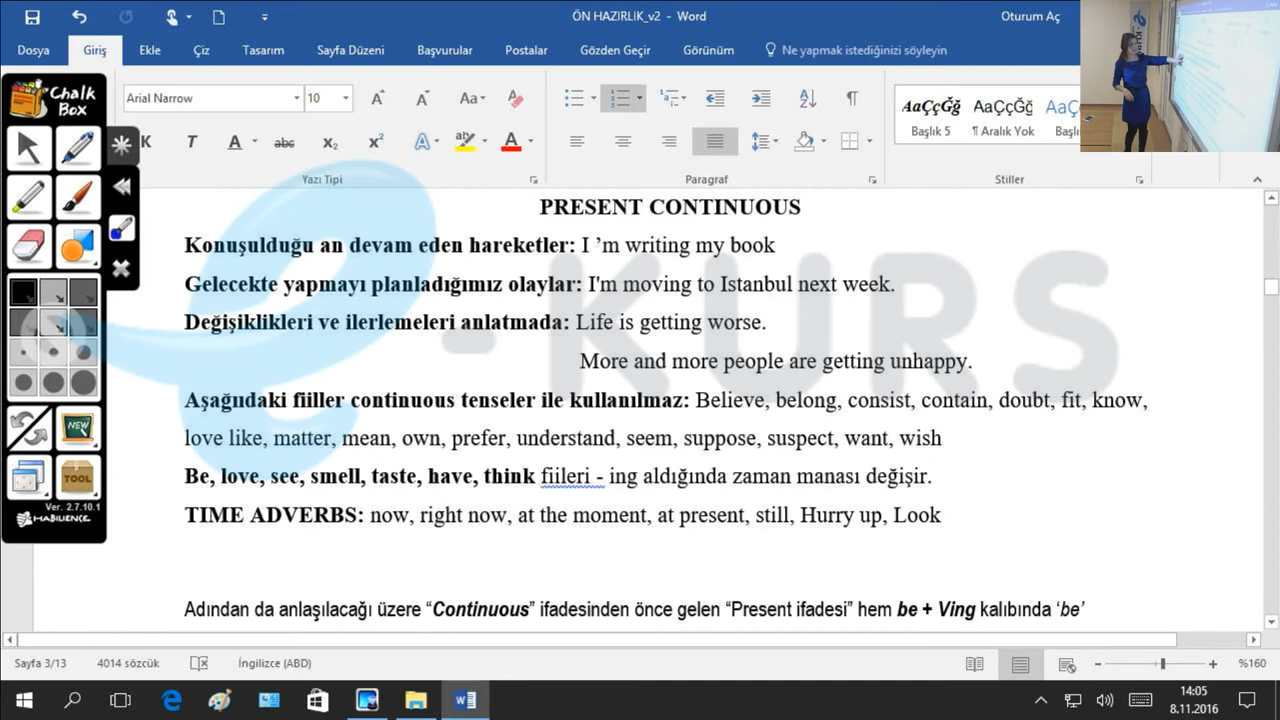 ÖN HAZIRLIK_v2 - Word
Oturum Aç
Dosya Giriş Ekle Çiz Tasarım Sayfa Düzeni Başvurular Postalar Gözden Geçir Görünüm Ne yapmak istediğinizi söyleyin
Chalk Box
Arial Narrow 10
AaÇçĞğ AaÇçĞğ AaÇ
Başlık 5 ¶ Aralık Yok Başlı
Yazı Tipi Paragraf Stiller
PRESENT CONTINUOUS
Konuşulduğu an devam eden hareketler: I ’m writing my book
Gelecekte yapmayı planladığımız olaylar: I'm moving to Istanbul next week.
Değişiklikleri ve ilerlemeleri anlatmada: Life is getting worse.
More and more people are getting unhappy.
Aşağıdaki fiiller continuous tenseler ile kullanılmaz: Believe, belong, consist, contain, doubt, fit, know,
love like, matter, mean, own, prefer, understand, seem, suppose, suspect, want, wish
Be, love, see, smell, taste, have, think fiileri - ing aldığında zaman manası değişir.
TIME ADVERBS: now, right now, at the moment, at present, still, Hurry up, Look
Adından da anlaşılacağı üzere “Continuous” ifadesinden önce gelen “Present ifadesi” hem be + Ving kalıbında ‘be’
e - KURS
NEW
TOOL
Ver. 2.7.10.1
MABILIENCE
Sayfa 3/13 4014 sözcük İngilizce (ABD) %160
14:05
8.11.2016